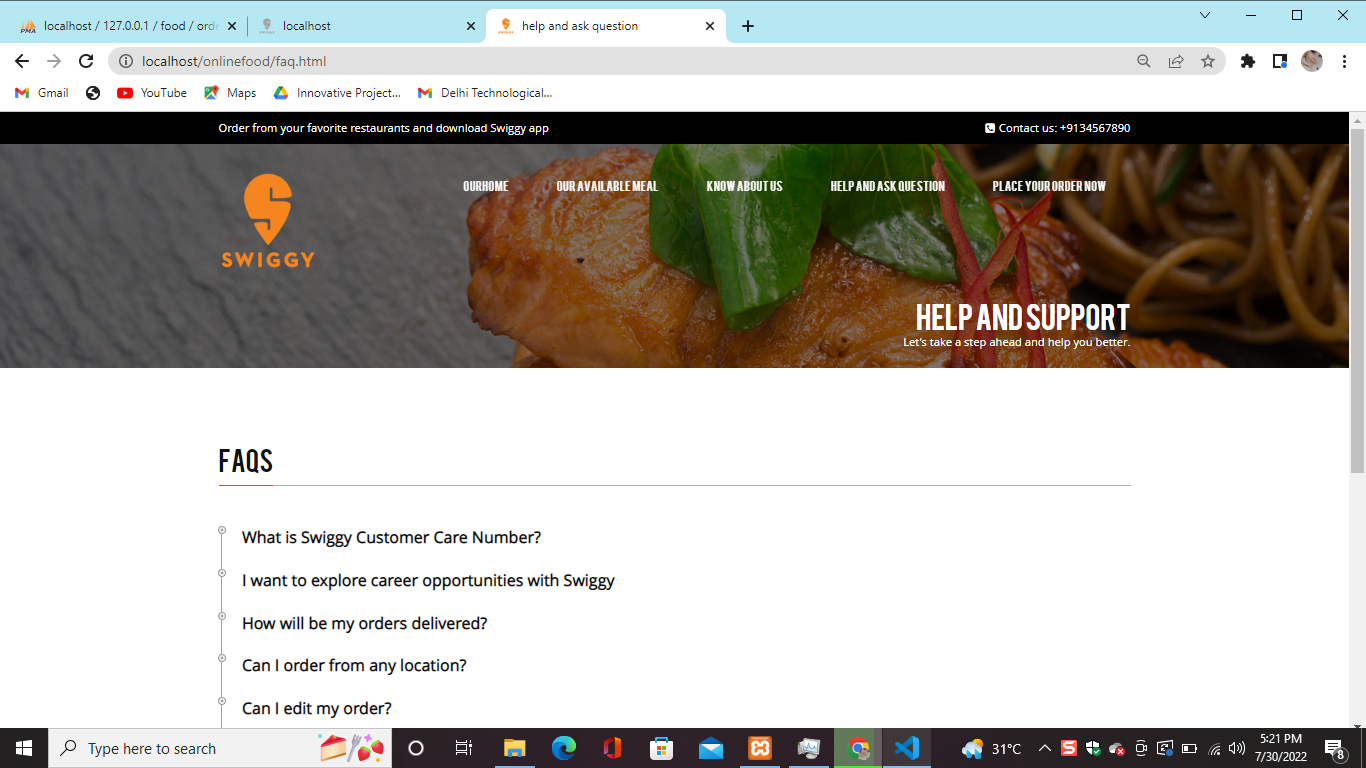 localhost / 127.0.0.1 / food / orde
localhost
help and ask question
localhost/onlinefood/faq.html
Gmail
YouTube
Maps
Innovative Project...
Delhi Technological...
Order from your favorite restaurants and download Swiggy app
Contact us: +9134567890
SWIGGY
OURHOME
OUR AVAILABLE MEAL
KNOW ABOUT US
HELP AND ASK QUESTION
PLACE YOUR ORDER NOW
HELP AND SUPPORT
Let's take a step ahead and help you better.
FAQS
What is Swiggy Customer Care Number?
I want to explore career opportunities with Swiggy
How will be my orders delivered?
Can I order from any location?
Can I edit my order?
Type here to search
31°C
5:21 PM
7/30/2022
8